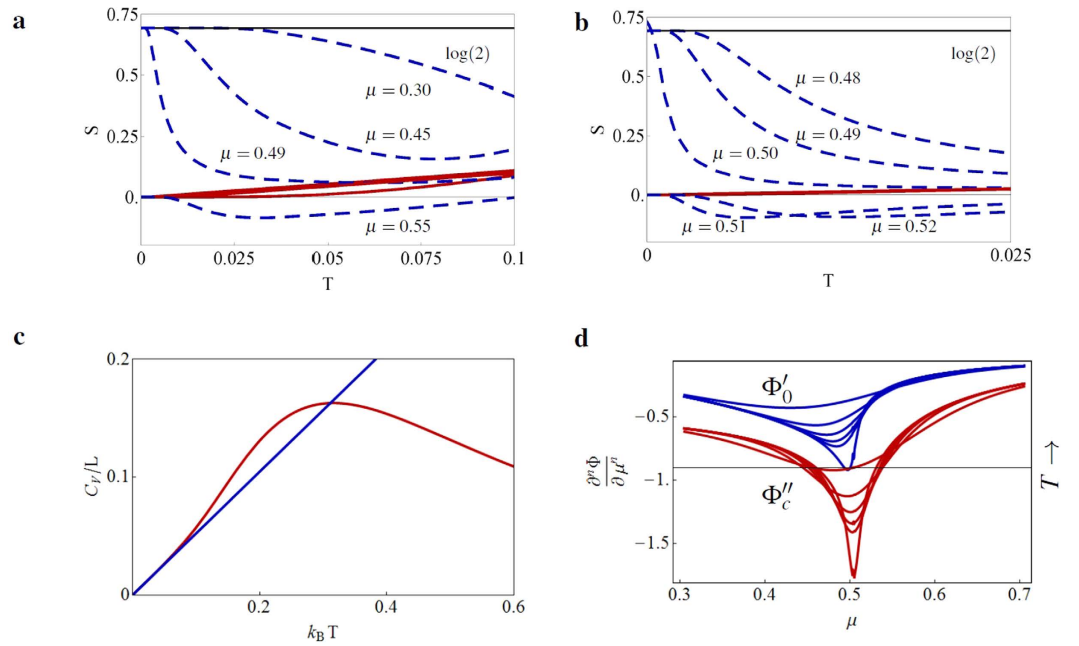 a
0.75
0.5
0.25
0.
S
log(2)
μ = 0.30
μ = 0.45
μ = 0.49
μ = 0.55
0
0.025
0.05
0.075
0.1
T
b
0.75
0.5
0.25
0.
S
log(2)
μ = 0.48
μ = 0.49
μ = 0.50
μ = 0.51
μ = 0.52
0
0.025
T
c
0.2
0.1
0
C_V/L
0
0.2
0.4
0.6
k_B T
d
−0.5
−1.
−1.5
∂ⁿΦ/∂μⁿ
Φ′₀
Φ″_c
T →
0.3
0.4
0.5
0.6
0.7
μ